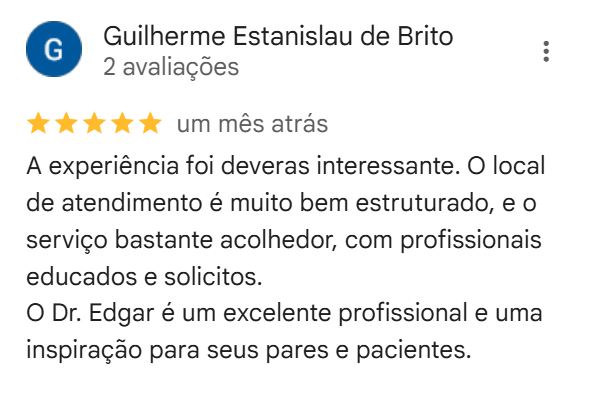 G
Guilherme Estanislau de Brito
2 avaliações
um mês atrás
A experiência foi deveras interessante. O local
de atendimento é muito bem estruturado, e o
serviço bastante acolhedor, com profissionais
educados e solicitos.
O Dr. Edgar é um excelente profissional e uma
inspiração para seus pares e pacientes.